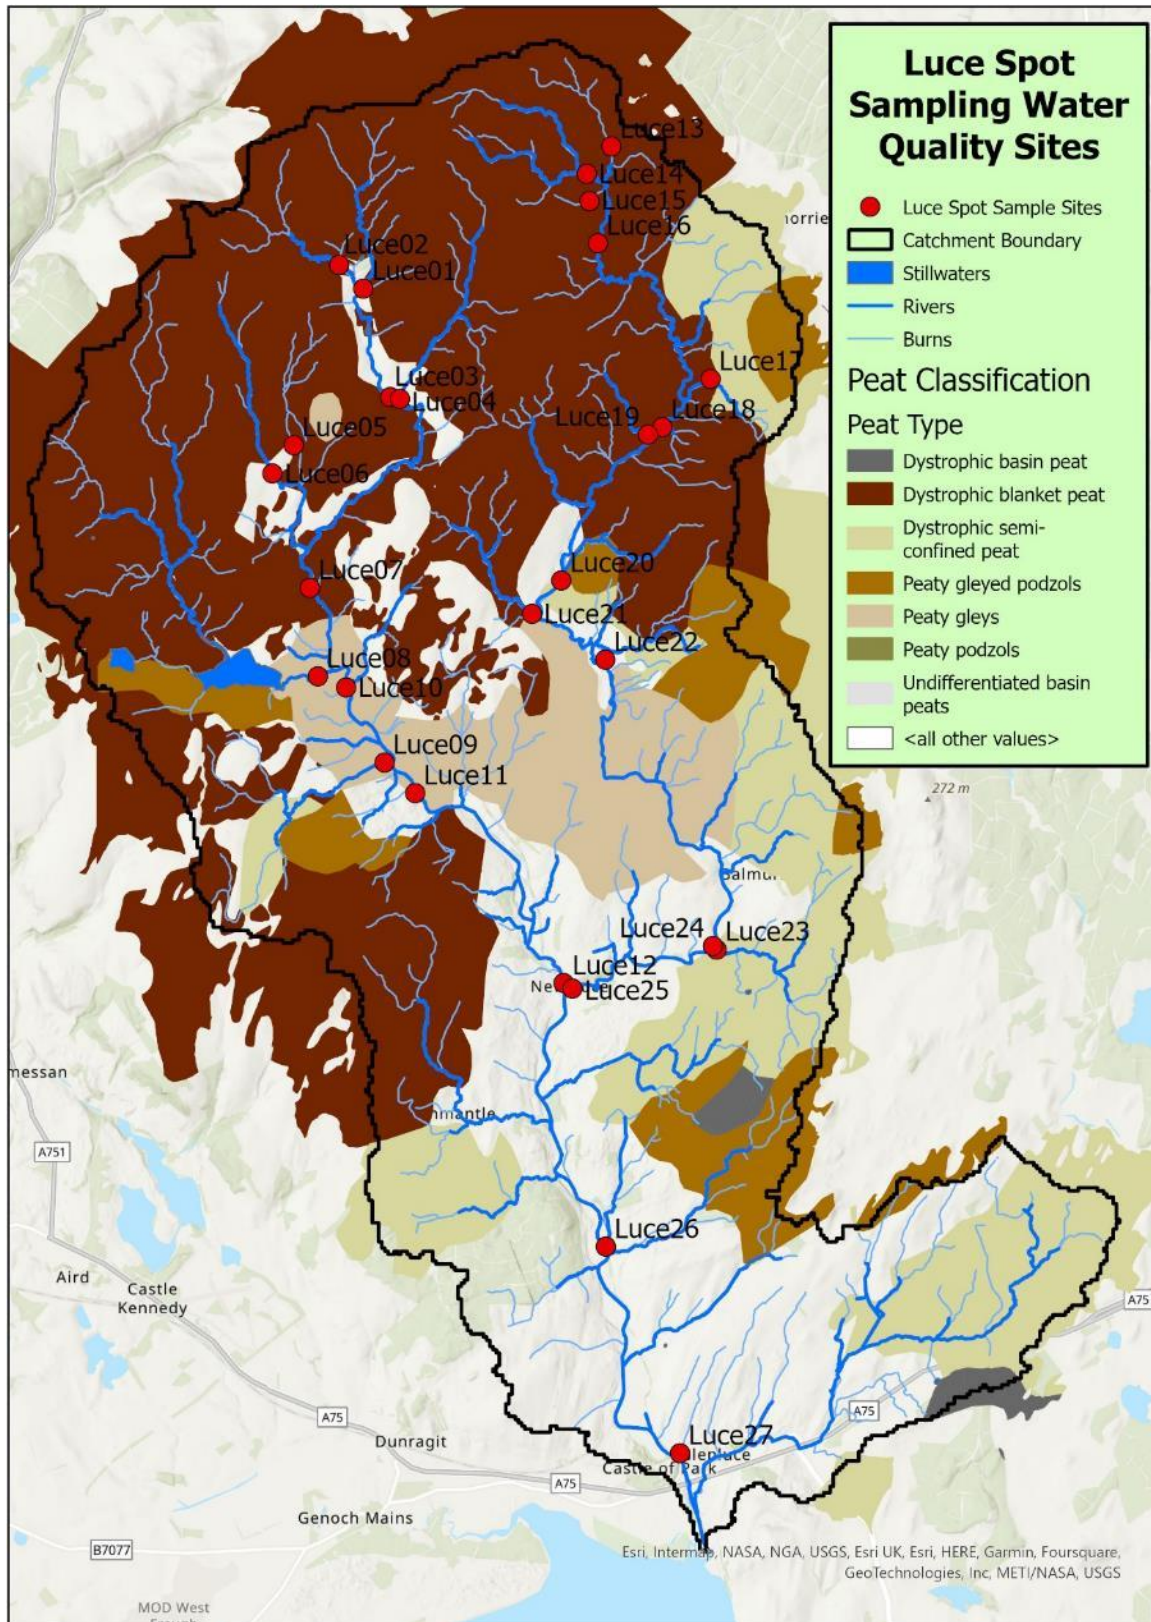 Luce Spot
Sampling Water
Quality Sites
Luce Spot Sample Sites
Catchment Boundary
Stillwaters
Rivers
Burns
Peat Classification
Peat Type
Dystrophic basin peat
Dystrophic blanket peat
Dystrophic semi-
confined peat
Peaty gleyed podzols
Peaty gleys
Peaty podzols
Undifferentiated basin
peats
<all other values>
Luce13
Luce14
Luce15
Luce16
Luce02
Luce01
Luce17
Luce03
Luce04
Luce18
Luce19
Luce05
Luce06
Luce07
Luce20
Luce21
Luce22
Luce08
Luce10
Luce09
Luce11
272 m
Luce24
Luce23
Luce12
Luce25
messan
A751
Luce26
Aird
Castle
Kennedy
A75
A75
A75
Dunragit
Luce27
Castle of Park
A75
Genoch Mains
B7077
MOD West
Esri, Intermap, NASA, NGA, USGS, Esri UK, Esri, HERE, Garmin, Foursquare,
GeoTechnologies, Inc, METI/NASA, USGS